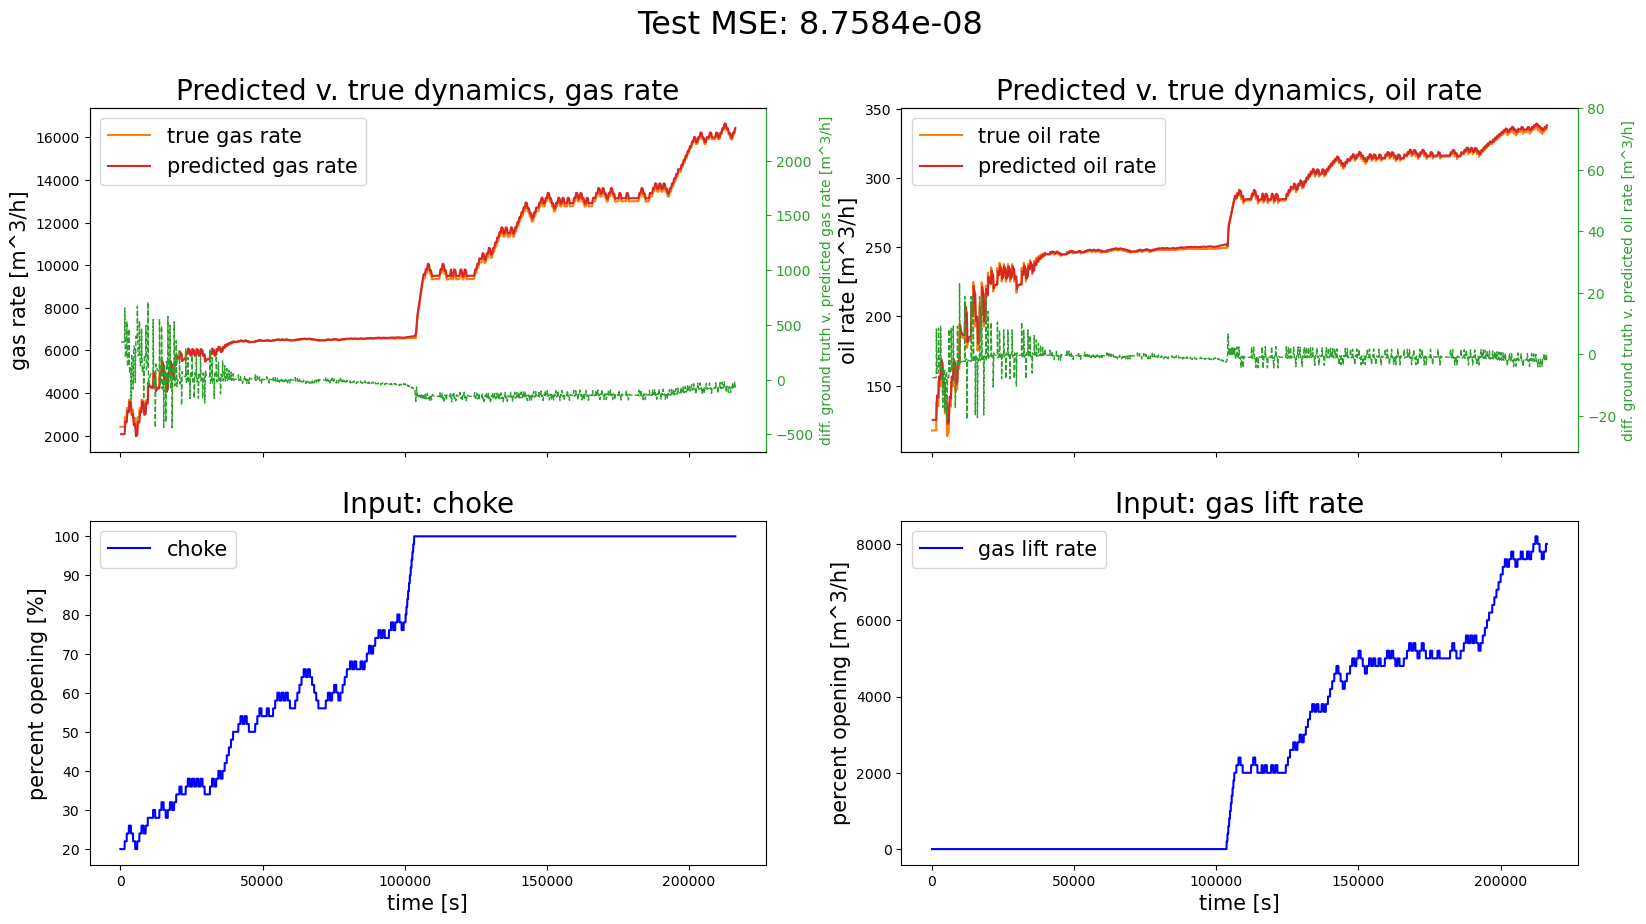 Test MSE: 8.7584e-08
Predicted v. true dynamics, gas rate
true gas rate
predicted gas rate
gas rate [m^3/h]
16000
14000
12000
10000
8000
6000
4000
2000
2000
1500
1000
500
0
−500
diff. ground truth v. predicted gas rate [m^3/h]
Predicted v. true dynamics, oil rate
true oil rate
predicted oil rate
oil rate [m^3/h]
350
300
250
200
150
80
60
40
20
0
−20
diff. ground truth v. predicted oil rate [m^3/h]
Input: choke
choke
percent opening [%]
100
90
80
70
60
50
40
30
20
0
50000
100000
150000
200000
time [s]
Input: gas lift rate
gas lift rate
percent opening [m^3/h]
8000
6000
4000
2000
0
0
50000
100000
150000
200000
time [s]